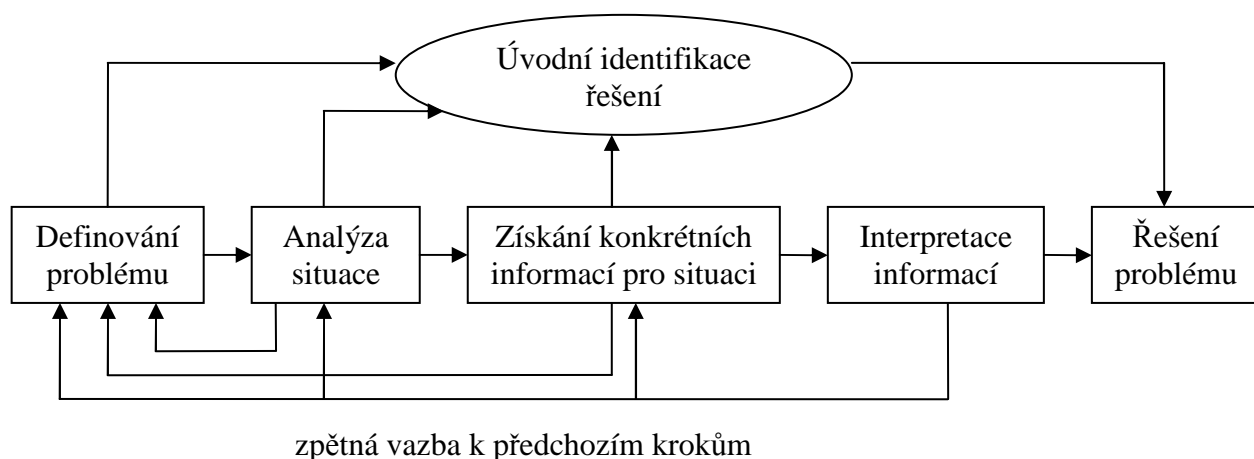 Úvodní identifikace
řešení
Definování
problému
Analýza
situace
Získání konkrétních
informací pro situaci
Interpretace
informací
Řešení
problému
zpětná vazba k předchozím krokům